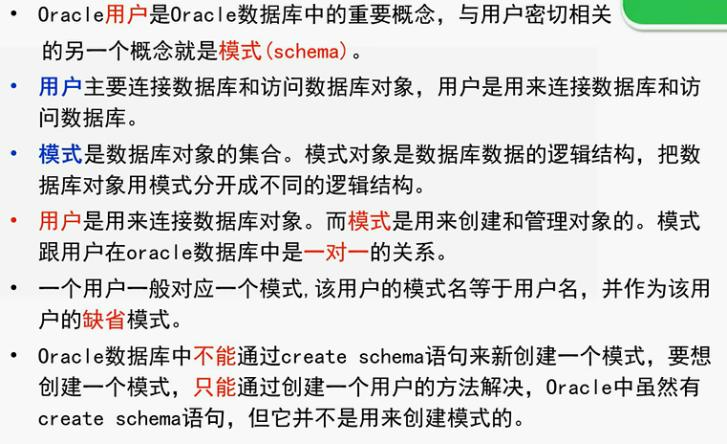 • Oracle用户是Oracle数据库中的重要概念，与用户密切相关
的另一个概念就是模式(schema)。
• 用户主要连接数据库和访问数据库对象，用户是用来连接数据库和访
问数据库。
• 模式是数据库对象的集合。模式对象是数据库数据的逻辑结构，把数
据库对象用模式分开成不同的逻辑结构。
• 用户是用来连接数据库对象。而模式是用来创建和管理对象的。模式
跟用户在oracle数据库中是一对一的关系。
• 一个用户一般对应一个模式,该用户的模式名等于用户名，并作为该用
户的缺省模式。
• Oracle数据库中不能通过create schema语句来新创建一个模式，要想
创建一个模式，只能通过创建一个用户的方法解决，Oracle中虽然有
create schema语句，但它并不是用来创建模式的。